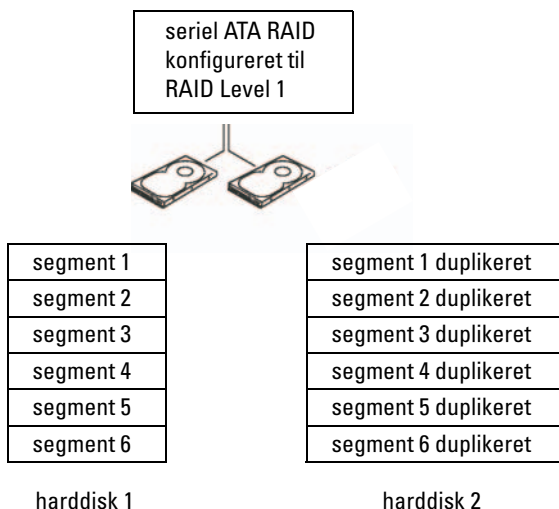 seriel ATA RAID
konfigureret til
RAID Level 1
segment 1
segment 2
segment 3
segment 4
segment 5
segment 6
harddisk 1
segment 1 duplikeret
segment 2 duplikeret
segment 3 duplikeret
segment 4 duplikeret
segment 5 duplikeret
segment 6 duplikeret
harddisk 2